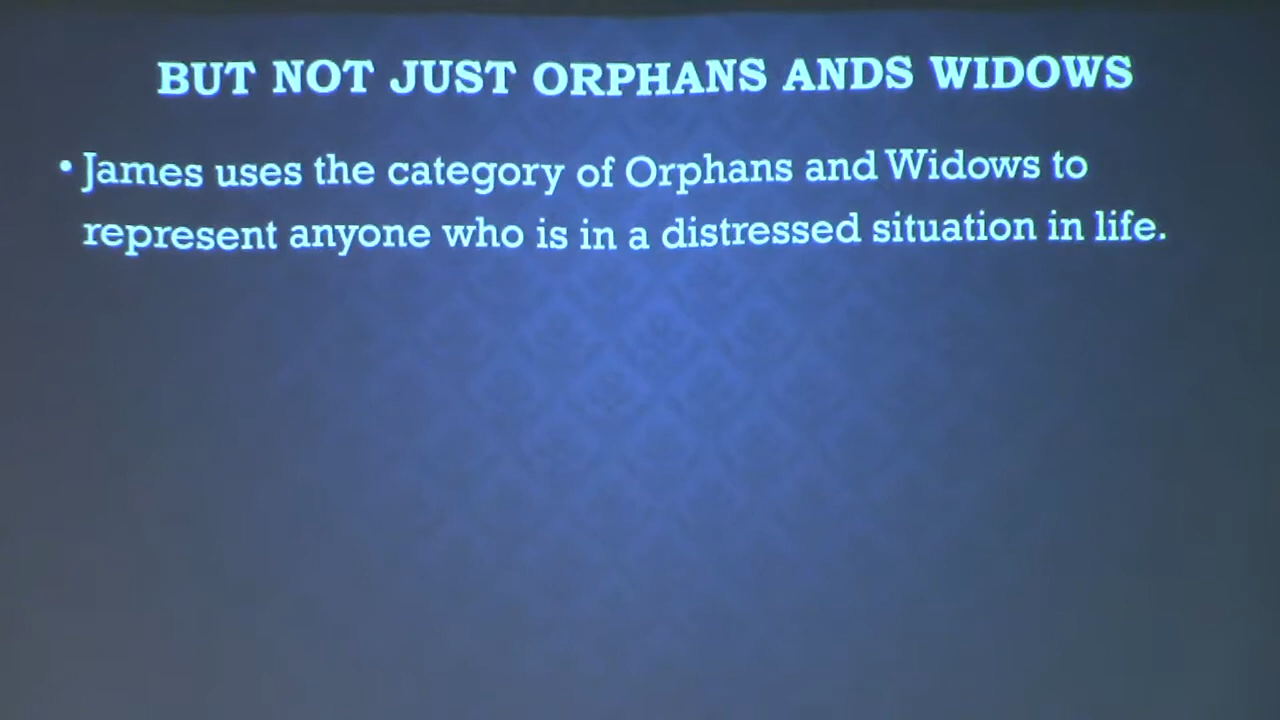 BUT NOT JUST ORPHANS ANDS WIDOWS
• James uses the category of Orphans and Widows to
represent anyone who is in a distressed situation in life.